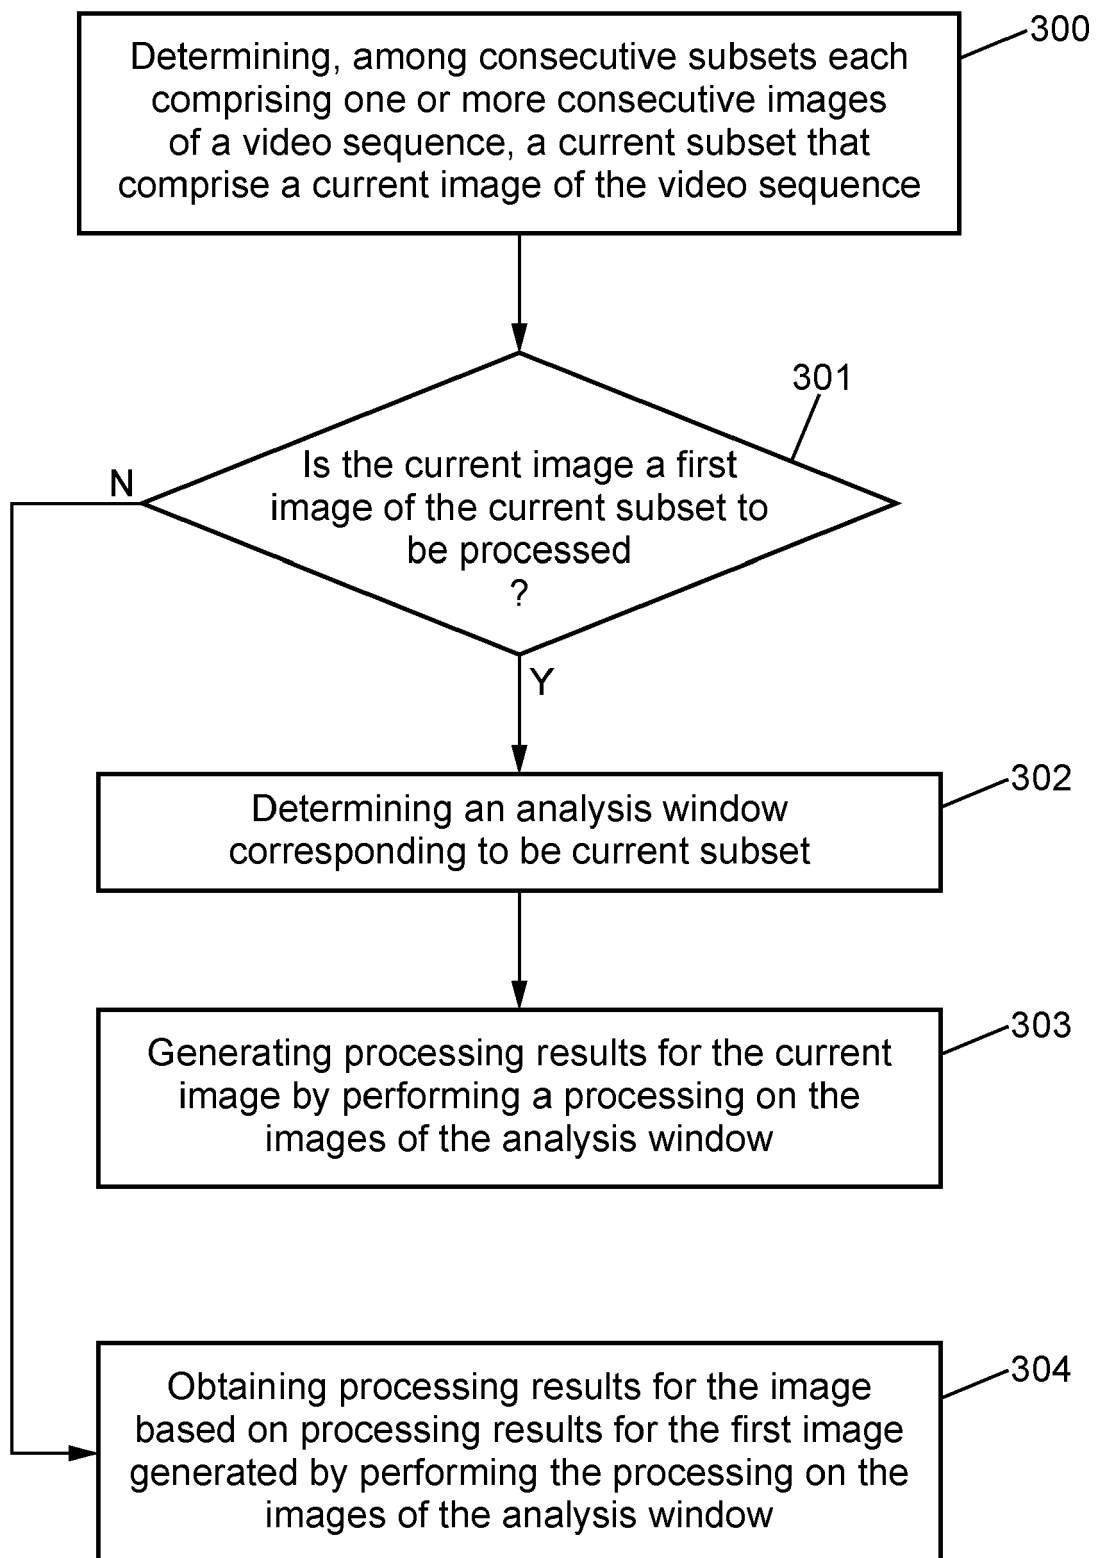 300
Determining, among consecutive subsets each
comprising one or more consecutive images
of a video sequence, a current subset that
comprise a current image of the video sequence
301
Is the current image a first
image of the current subset to
be processed
?
N
Y
302
Determining an analysis window
corresponding to be current subset
303
Generating processing results for the current
image by performing a processing on the
images of the analysis window
304
Obtaining processing results for the image
based on processing results for the first image
generated by performing the processing on the
images of the analysis window